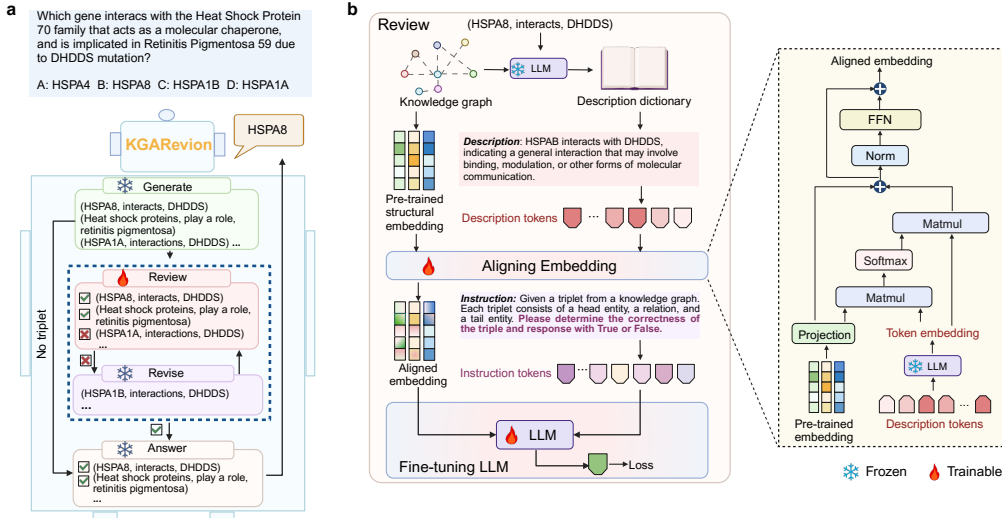 a
Which gene interacs with the Heat Shock Protein
70 family that acts as a molecular chaperone,
and is implicated in Retinitis Pigmentosa 59 due
to DHDDS mutation?
A: HSPA4 B: HSPA8 C: HSPA1B D: HSPA1A
KGARevion
HSPA8
Generate
(HSPA8, interacts, DHDDS)
(Heat shock proteins, play a role,
retinitis pigmentosa)
(HSPA1A, interactions, DHDDS) ...
No triplet
Review
(HSPA8, interacts, DHDDS)
(Heat shock proteins, play a role,
retinitis pigmentosa)
(HSPA1A, interactions, DHDDS)
...
Revise
(HSPA1B, interactions, DHDDS)
...
Answer
(HSPA8, interacts, DHDDS)
(Heat shock proteins, play a role,
retinitis pigmentosa)
...
b
Review
(HSPA8, interacts, DHDDS)
LLM
Knowledge graph
Description dictionary
Description: HSPAB interacts with DHDDS,
indicating a general interaction that may involve
binding, modulation, or other forms of molecular
communication.
Pre-trained
structural
embedding
Description tokens
...
Aligning Embedding
Instruction: Given a triplet from a knowledge graph.
Each triplet consists of a head entity, a relation, and
a tail entity. Please determine the correctness of
the triple and response with True or False.
Aligned
embedding
Instruction tokens
...
LLM
Fine-tuning LLM
Loss
Aligned embedding
FFN
Norm
Matmul
Softmax
Matmul
Projection
Token embedding
LLM
...
Pre-trained
embedding
Description tokens
Frozen
Trainable